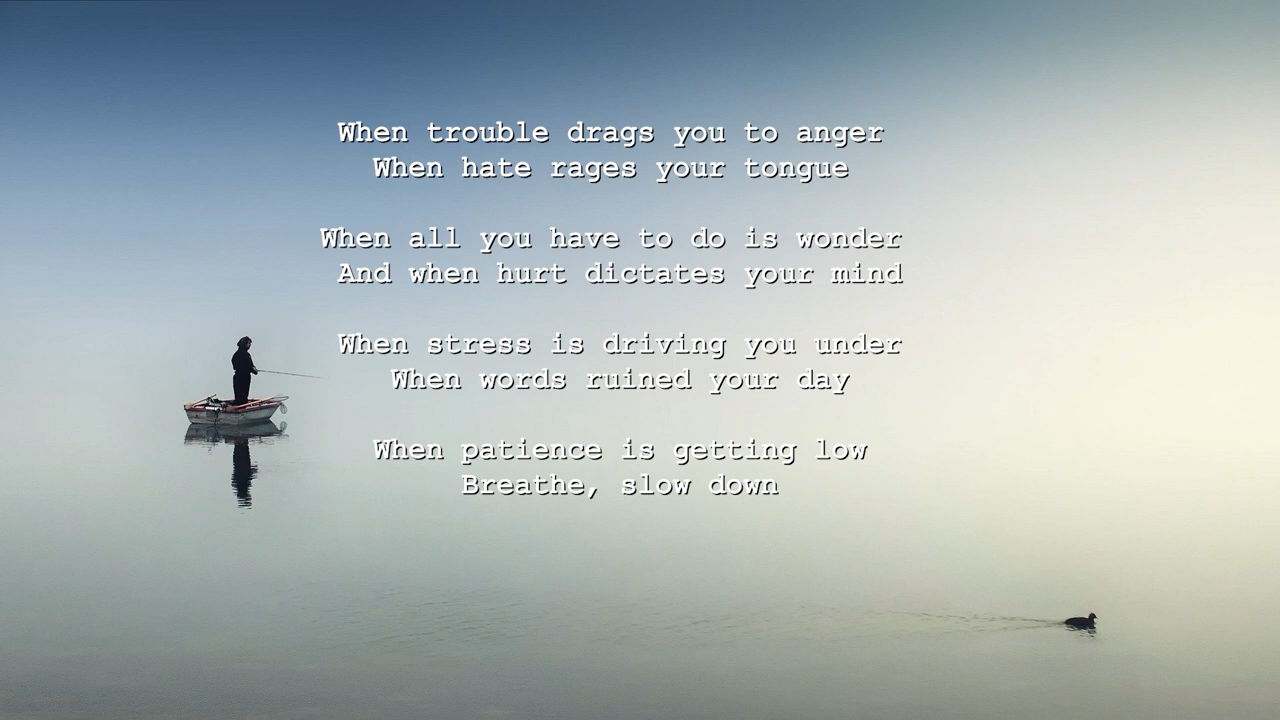 When trouble drags you to anger
When hate rages your tongue
When all you have to do is wonder
And when hurt dictates your mind
When stress is driving you under
When words ruined your day
When patience is getting low
Breathe, slow down